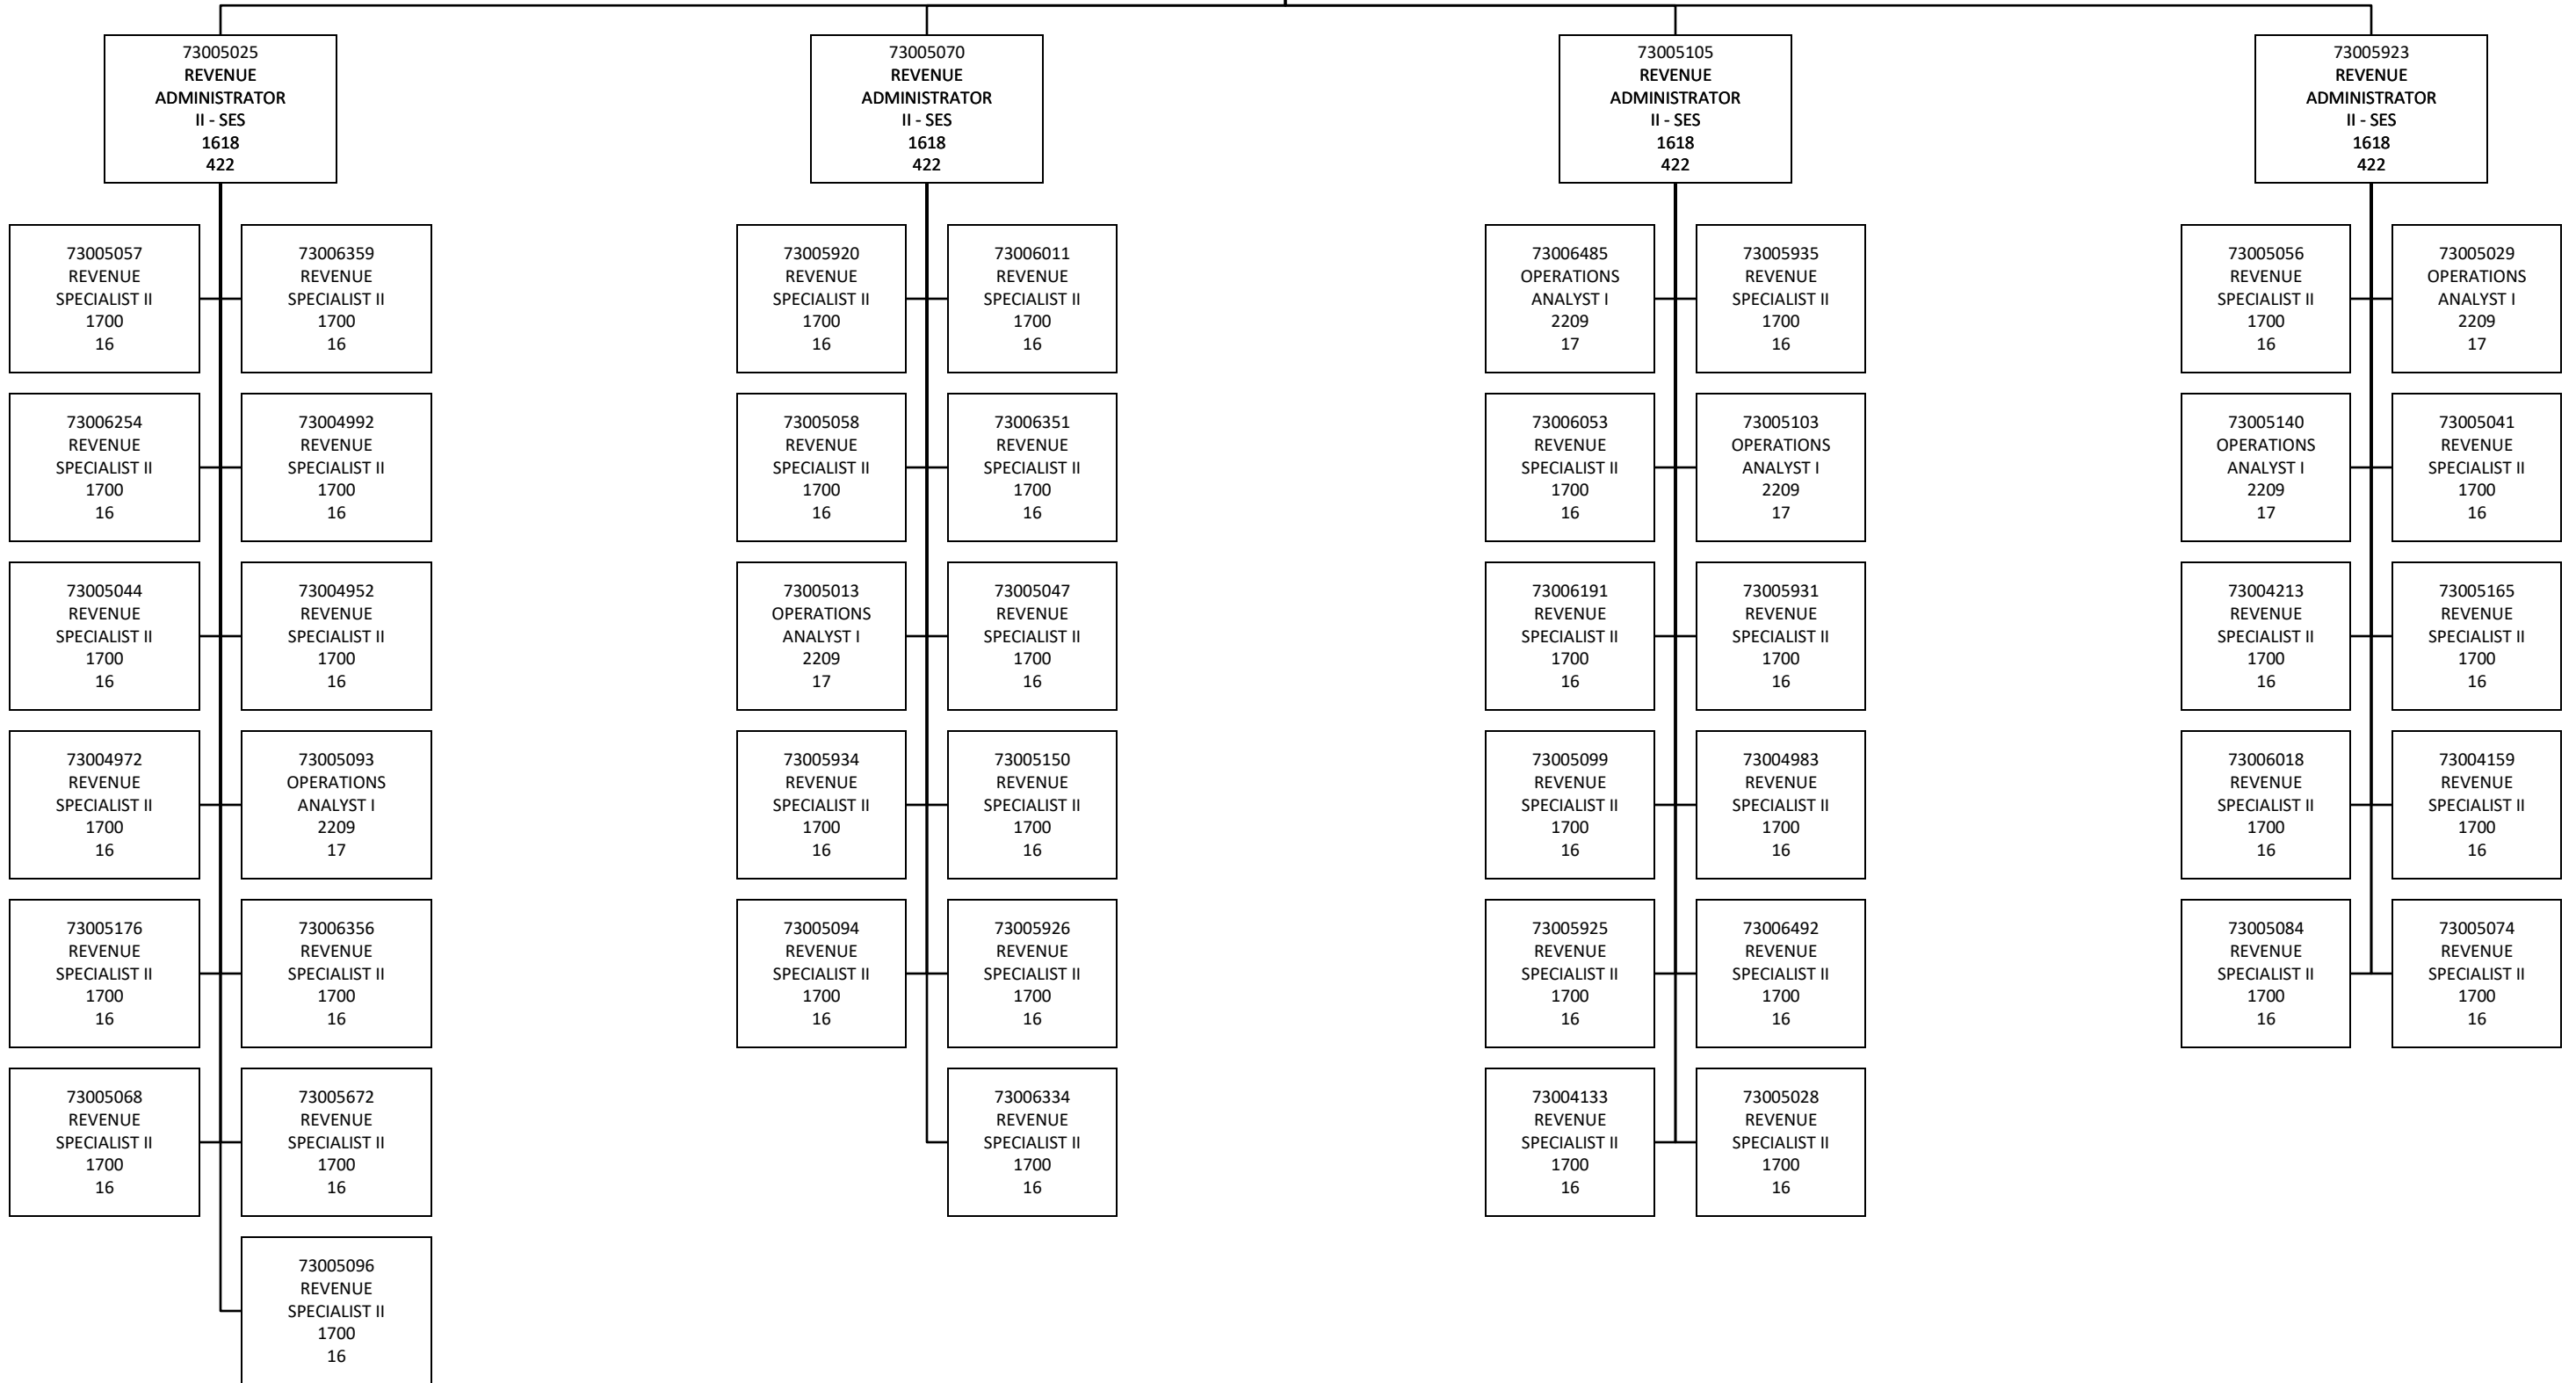 73005025
REVENUE
ADMINISTRATOR
II - SES
1618
422
73005070
REVENUE
ADMINISTRATOR
II - SES
1618
422
73005105
REVENUE
ADMINISTRATOR
II - SES
1618
422
73005923
REVENUE
ADMINISTRATOR
II - SES
1618
422
73005057
REVENUE
SPECIALIST II
1700
16
73006359
REVENUE
SPECIALIST II
1700
16
73005920
REVENUE
SPECIALIST II
1700
16
73006011
REVENUE
SPECIALIST II
1700
16
73006485
OPERATIONS
ANALYST I
2209
17
73005935
REVENUE
SPECIALIST II
1700
16
73005056
REVENUE
SPECIALIST II
1700
16
73005029
OPERATIONS
ANALYST I
2209
17
73006254
REVENUE
SPECIALIST II
1700
16
73004992
REVENUE
SPECIALIST II
1700
16
73005058
REVENUE
SPECIALIST II
1700
16
73006351
REVENUE
SPECIALIST II
1700
16
73006053
REVENUE
SPECIALIST II
1700
16
73005103
OPERATIONS
ANALYST I
2209
17
73005140
OPERATIONS
ANALYST I
2209
17
73005041
REVENUE
SPECIALIST II
1700
16
73005044
REVENUE
SPECIALIST II
1700
16
73004952
REVENUE
SPECIALIST II
1700
16
73005013
OPERATIONS
ANALYST I
2209
17
73005047
REVENUE
SPECIALIST II
1700
16
73006191
REVENUE
SPECIALIST II
1700
16
73005931
REVENUE
SPECIALIST II
1700
16
73004213
REVENUE
SPECIALIST II
1700
16
73005165
REVENUE
SPECIALIST II
1700
16
73004972
REVENUE
SPECIALIST II
1700
16
73005093
OPERATIONS
ANALYST I
2209
17
73005934
REVENUE
SPECIALIST II
1700
16
73005150
REVENUE
SPECIALIST II
1700
16
73005099
REVENUE
SPECIALIST II
1700
16
73004983
REVENUE
SPECIALIST II
1700
16
73006018
REVENUE
SPECIALIST II
1700
16
73004159
REVENUE
SPECIALIST II
1700
16
73005176
REVENUE
SPECIALIST II
1700
16
73006356
REVENUE
SPECIALIST II
1700
16
73005094
REVENUE
SPECIALIST II
1700
16
73005926
REVENUE
SPECIALIST II
1700
16
73005925
REVENUE
SPECIALIST II
1700
16
73006492
REVENUE
SPECIALIST II
1700
16
73005084
REVENUE
SPECIALIST II
1700
16
73005074
REVENUE
SPECIALIST II
1700
16
73005068
REVENUE
SPECIALIST II
1700
16
73005672
REVENUE
SPECIALIST II
1700
16
73006334
REVENUE
SPECIALIST II
1700
16
73004133
REVENUE
SPECIALIST II
1700
16
73005028
REVENUE
SPECIALIST II
1700
16
73005096
REVENUE
SPECIALIST II
1700
16